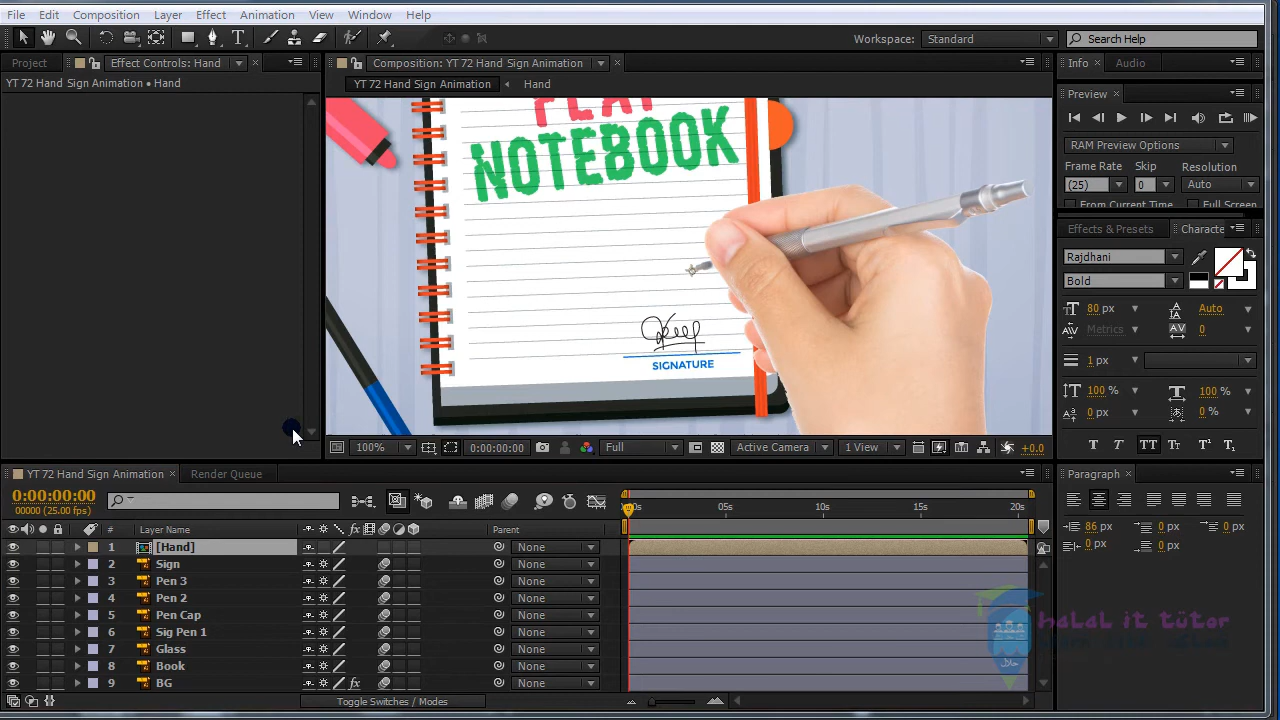 File Edit Composition Layer Effect Animation View Window Help
Workspace: Standard Search Help
Project Effect Controls: Hand Composition: YT 72 Hand Sign Animation Info Audio
YT 72 Hand Sign Animation • Hand YT 72 Hand Sign Animation Hand
Preview
RAM Preview Options
Frame Rate Skip Resolution
(25) 0 Auto
From Current Time Full Screen
NOTEBOOK
Effects & Presets Characte
Rajdhani
Bold
80 px Auto
Metrics 0
1 px
100 % 100 %
0 px 0 %
SIGNATURE
100% 0:00:00:00 Full Active Camera 1 View +0.0
T T TT Tr T¹ T₁
YT 72 Hand Sign Animation Render Queue Paragraph
0:00:00:00
00000 (25.00 fps)
05s 10s 15s 20s
86 px 0 px 0 px
0 px 0 px
# Layer Name fx Parent
1 [Hand] None
2 Sign None
3 Pen 3 None
4 Pen 2 None
5 Pen Cap None
6 Sig Pen 1 None
7 Glass None
8 Book None
9 BG fx None
Toggle Switches / Modes
halal it tutor
حلال